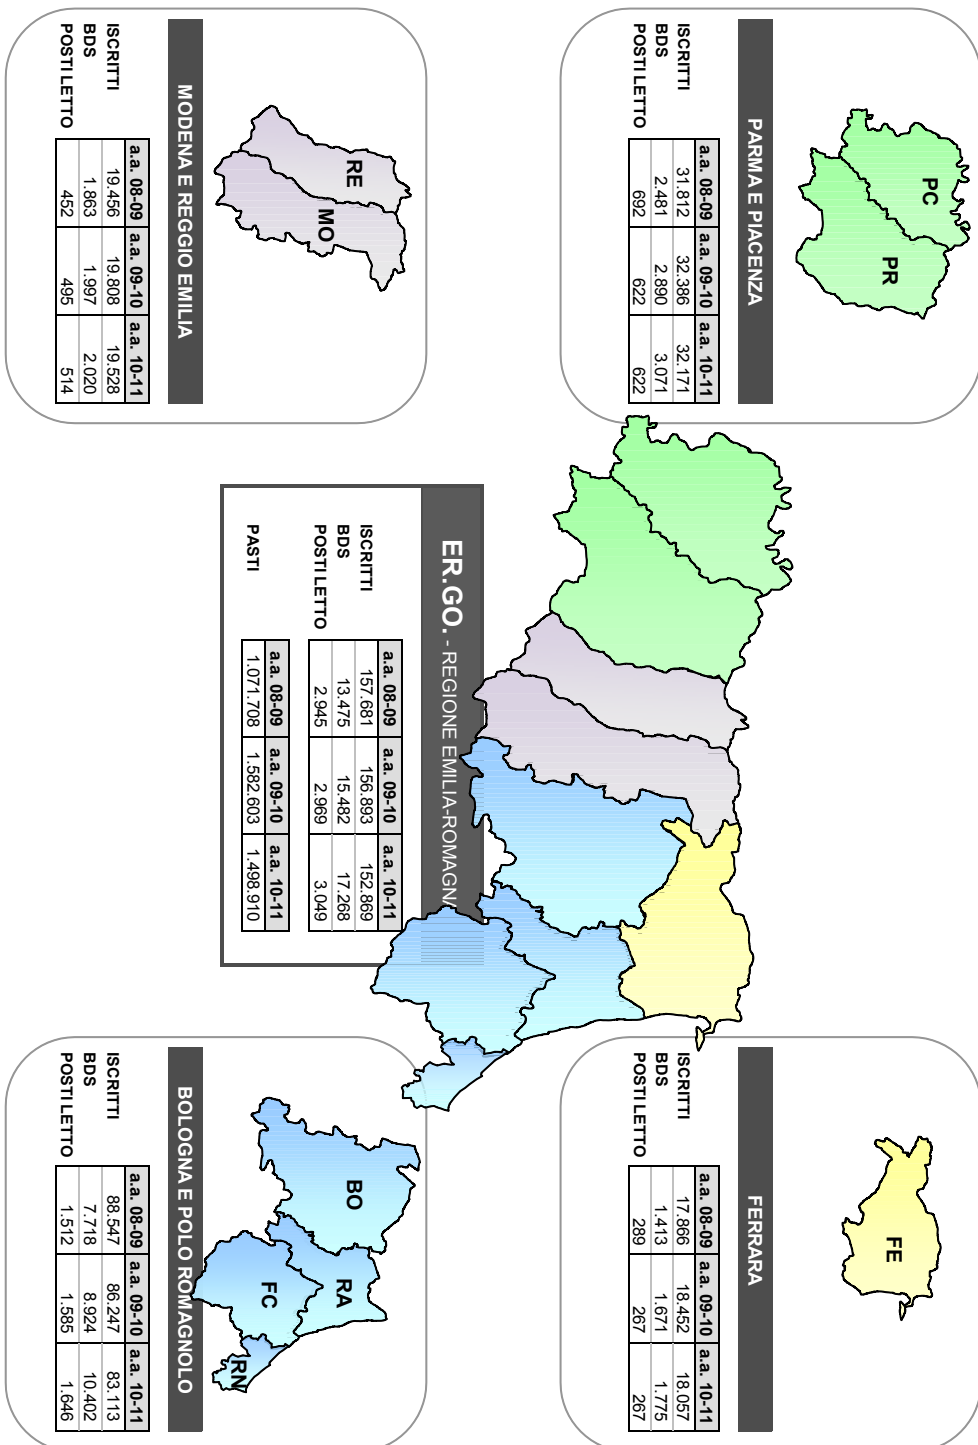 PC
PR
PARMA E PIACENZA
a.a. 08-09 a.a. 09-10 a.a. 10-11
ISCRITTI 31.812 32.386 32.171
BDS 2.481 2.890 3.071
POSTI LETTO 692 622 622
FE
FERRARA
a.a. 08-09 a.a. 09-10 a.a. 10-11
ISCRITTI 17.866 18.452 18.057
BDS 1.413 1.671 1.775
POSTI LETTO 289 267 267
ER.GO. - REGIONE EMILIA-ROMAGNA
a.a. 08-09 a.a. 09-10 a.a. 10-11
ISCRITTI 157.681 156.893 152.869
BDS 13.475 15.482 17.268
POSTI LETTO 2.945 2.969 3.049
a.a. 08-09 a.a. 09-10 a.a. 10-11
PASTI 1.071.708 1.582.603 1.498.910
RE
MO
MODENA E REGGIO EMILIA
a.a. 08-09 a.a. 09-10 a.a. 10-11
ISCRITTI 19.456 19.808 19.528
BDS 1.863 1.997 2.020
POSTI LETTO 452 495 514
BO
RA
FC
RN
BOLOGNA E POLO ROMAGNOLO
a.a. 08-09 a.a. 09-10 a.a. 10-11
ISCRITTI 88.547 86.247 83.113
BDS 7.718 8.924 10.402
POSTI LETTO 1.512 1.585 1.646